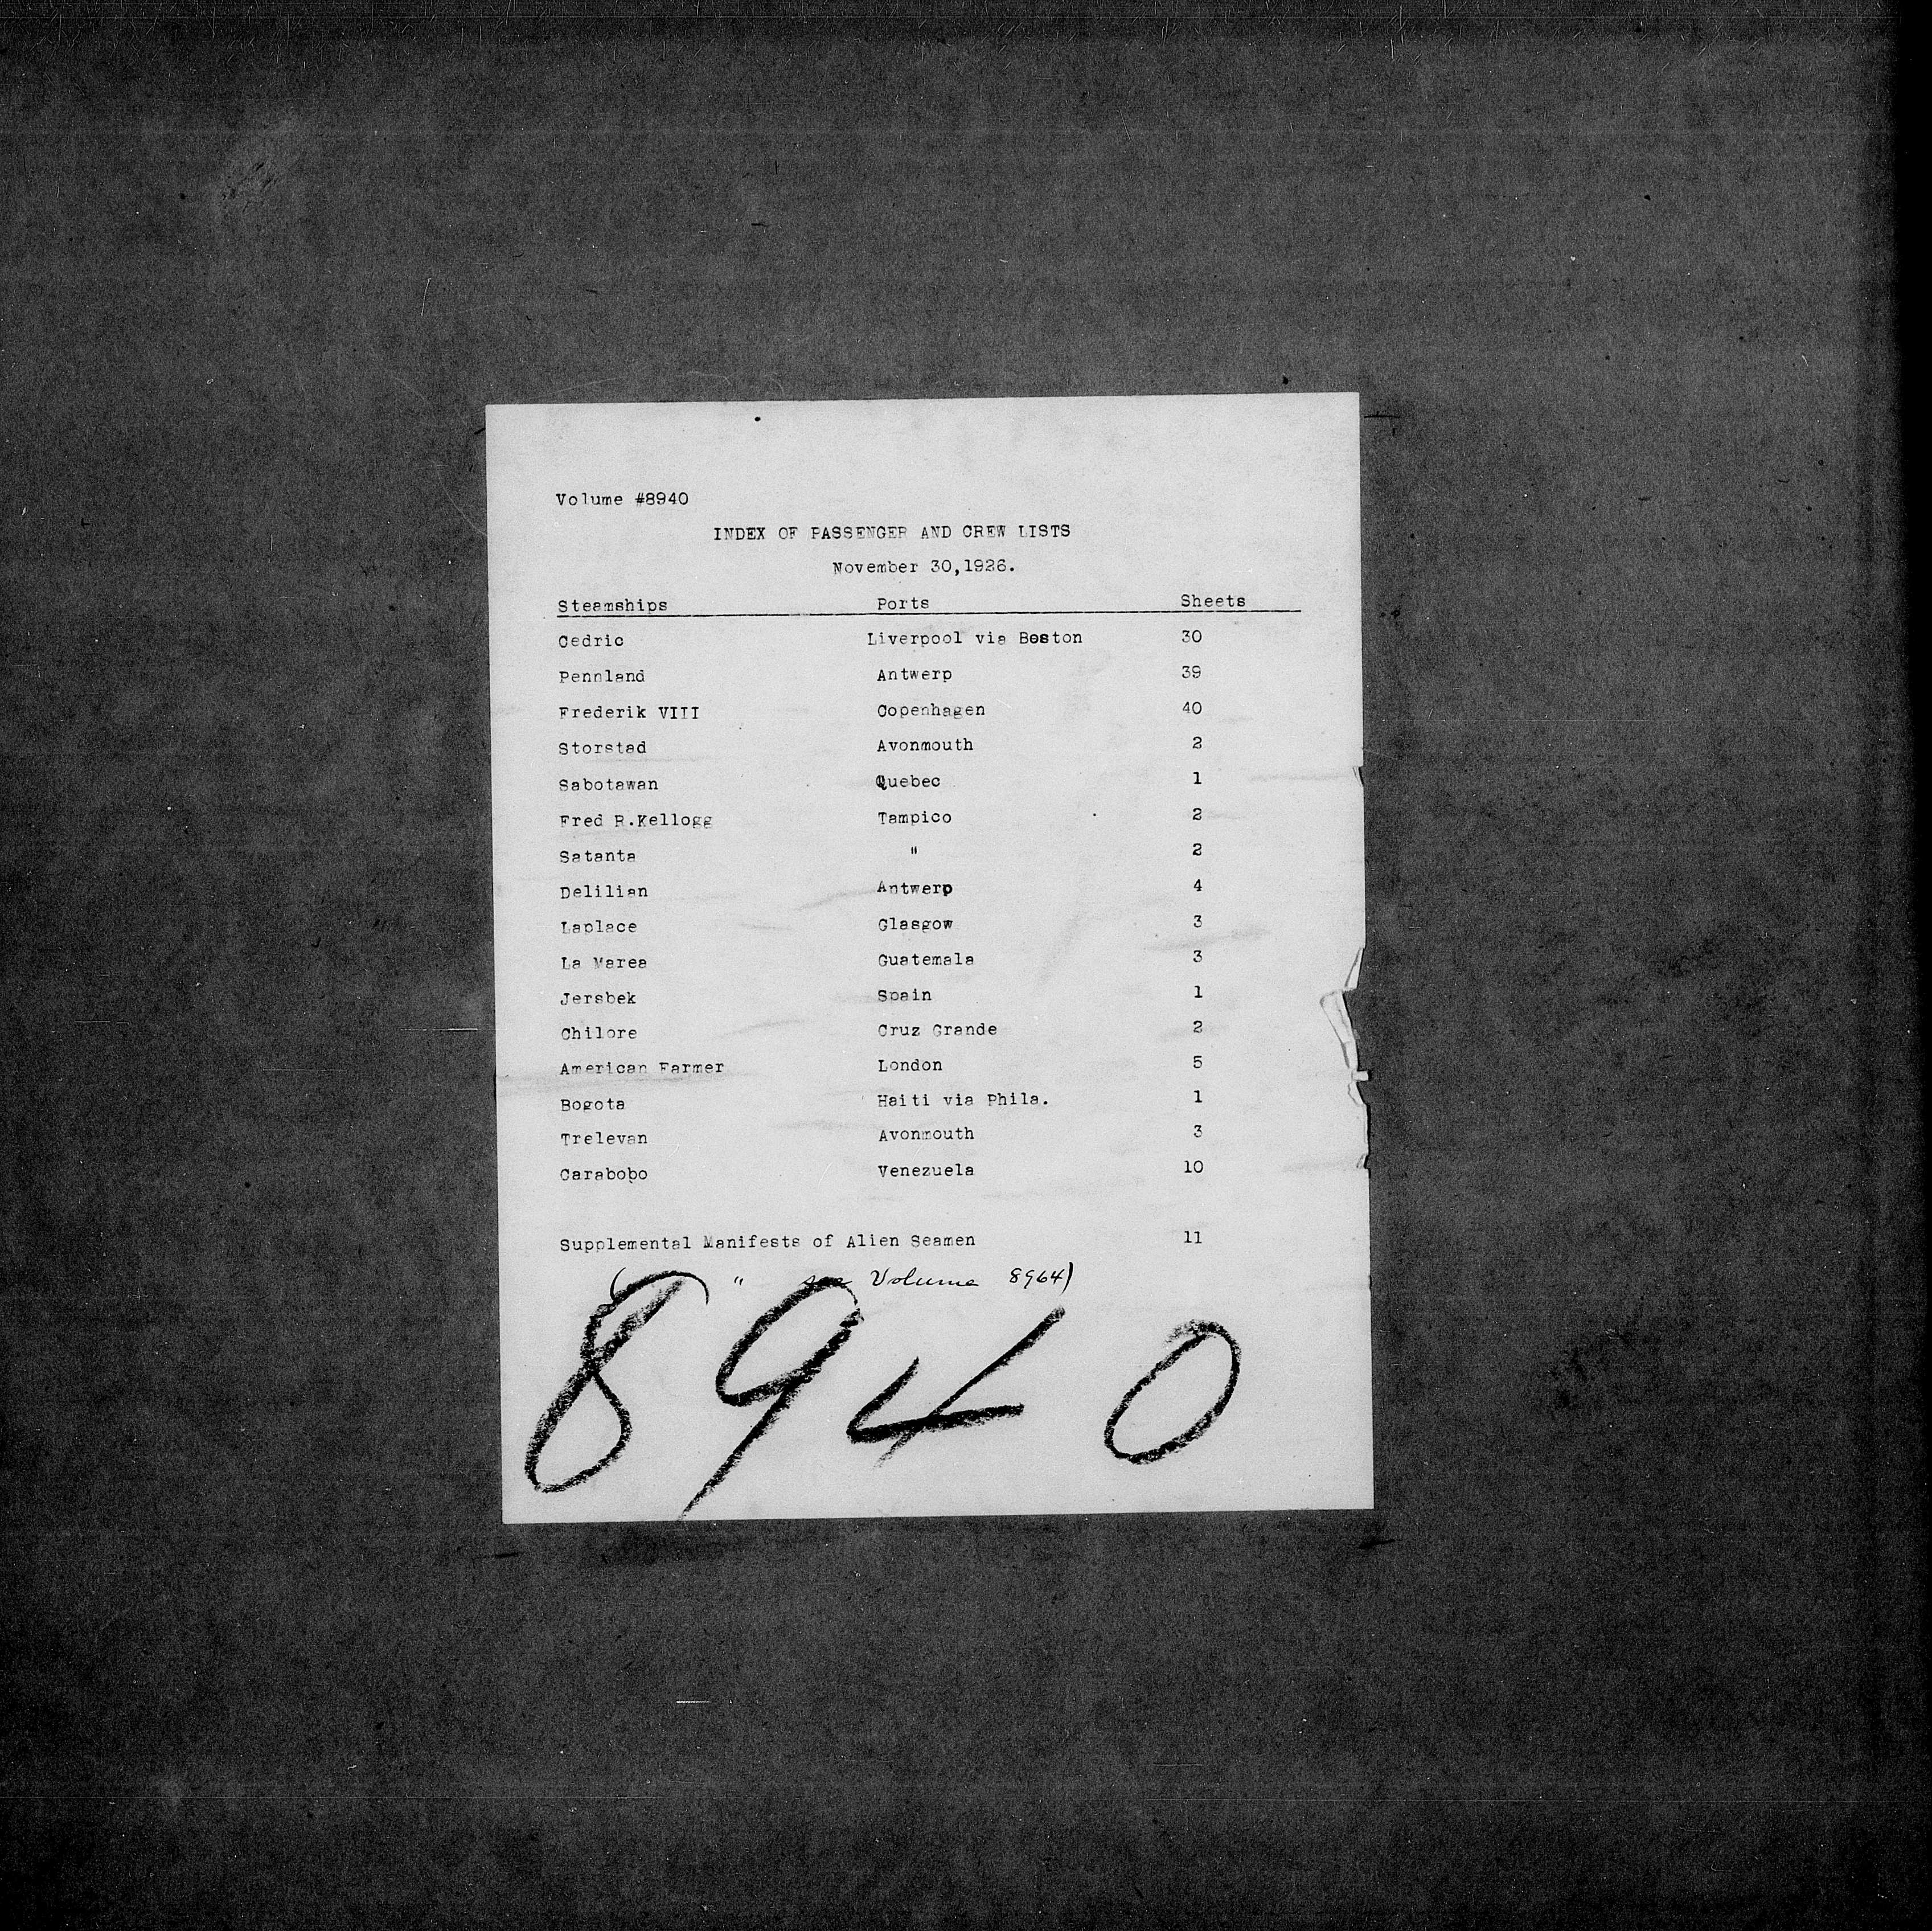 Volume #8940
INDEX OF PASSENGER AND CREW LISTS
November 30,1926.
Steamships Ports Sheets
Cedric Liverpool via Boston 30
Pennland Antwerp 39
Frederik VIII Copenhagen 40
Storstad Avonmouth 2
Sabotawan Quebec 1
Fred R.Kellogg Tampico 2
Satanta " 2
Delilian Antwerp 4
Laplace Glasgow 3
La Marea Guatemala 3
Jersbek Spain 1
Chilore Cruz Grande 2
American Farmer London 5
Bogota Haiti via Phila. 1
Trelevan Avonmouth 3
Carabobo Venezuela 10
Supplemental Manifests of Alien Seamen 11
( " see Volume 8964)
8940